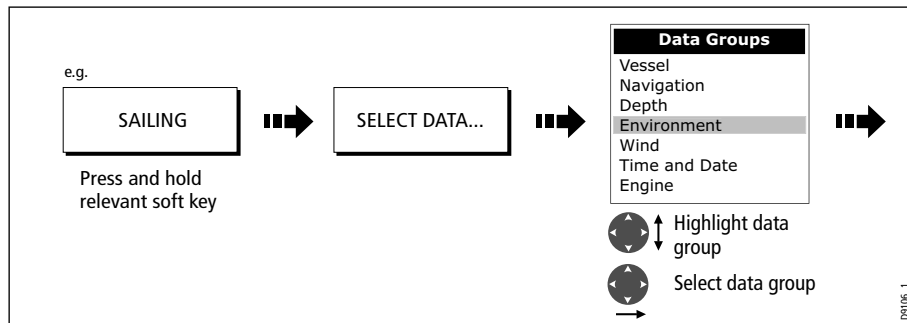 e.g.
SAILING
Press and hold
relevant soft key
SELECT DATA...
Data Groups
Vessel
Navigation
Depth
Environment
Wind
Time and Date
Engine
Highlight data
group
Select data group
D9106_1